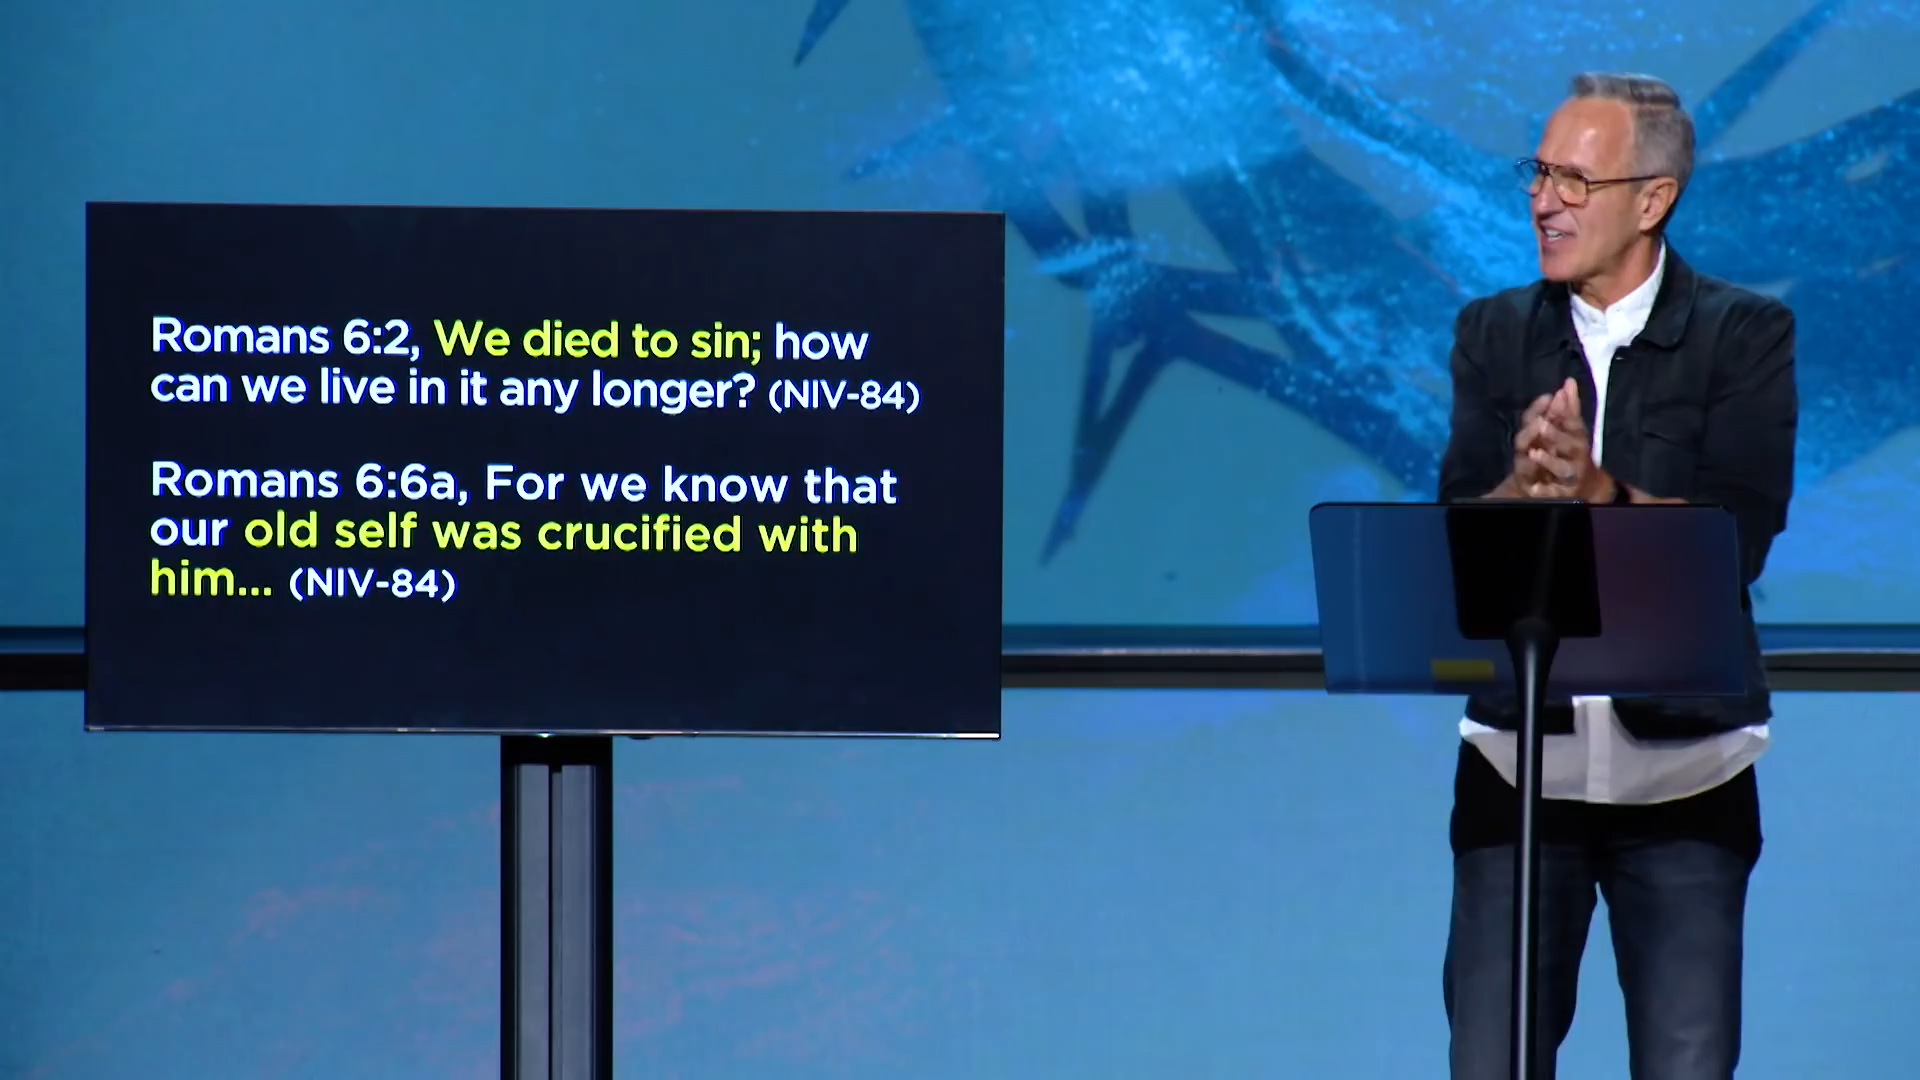 Romans 6:2, We died to sin; how
can we live in it any longer? (NIV-84)
Romans 6:6a, For we know that
our old self was crucified with
him... (NIV-84)